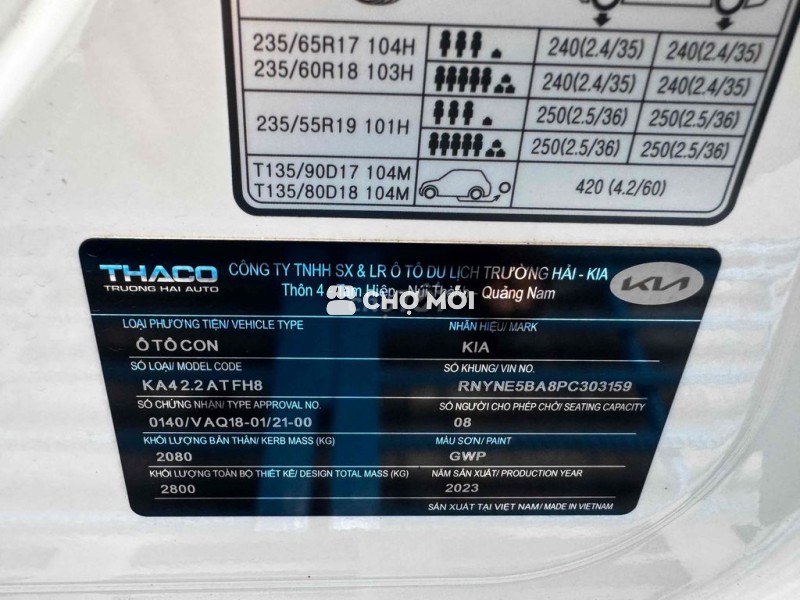 235/65R17 104H
235/60R18 103H
240(2.4/35) 240(2.4/35)
240(2.4/35) 240(2.4/35)
235/55R19 101H
250(2.5/36) 250(2.5/36)
250(2.5/36) 250(2.5/36)
T135/90D17 104M
T135/80D18 104M
420 (4.2/60)
THACO
TRUONG HAI AUTO
CÔNG TY TNHH SX & LR Ô TÔ DU LỊCH TRƯỜNG HẢI - KIA
Thôn 4 - Hiệp - Quảng Nam
KIA
CHỢ MỚI
LOẠI PHƯƠNG TIỆN/ VEHICLE TYPE
NHÃN HIỆU/ MARK
Ô TÔ CON
KIA
SỐ LOẠI/ MODEL CODE
SỐ KHUNG/ VIN NO.
KA4 2.2 AT FH8
RNYNE5BA8PC303159
SỐ CHỨNG NHẬN/ TYPE APPROVAL NO.
SỐ NGƯỜI CHO PHÉP CHỞ/ SEATING CAPACITY
0140/VAQ18-01/21-00
08
KHỐI LƯỢNG BẢN THÂN/ KERB MASS (KG)
MÀU SƠN/ PAINT
2080
GWP
KHỐI LƯỢNG TOÀN BỘ THIẾT KẾ/ DESIGN TOTAL MASS (KG)
NĂM SẢN XUẤT/ PRODUCTION YEAR
2800
2023
SẢN XUẤT TẠI VIỆT NAM/ MADE IN VIETNAM